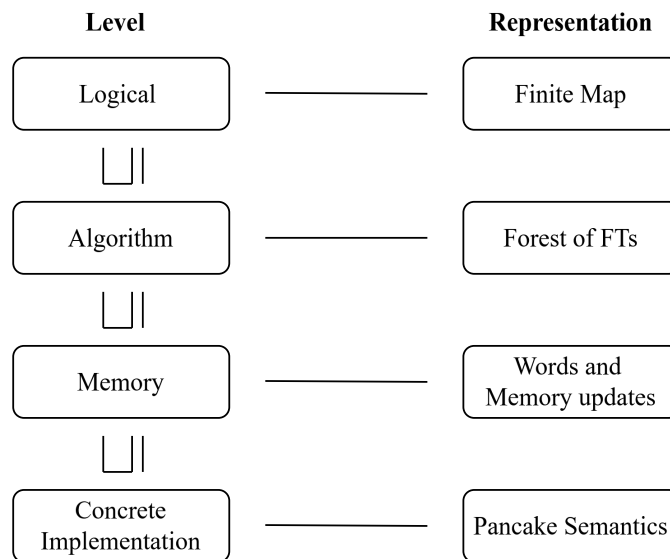 Level Representation
Logical Finite Map
Algorithm Forest of FTs
Memory Words and
Memory updates
Concrete
Implementation Pancake Semantics